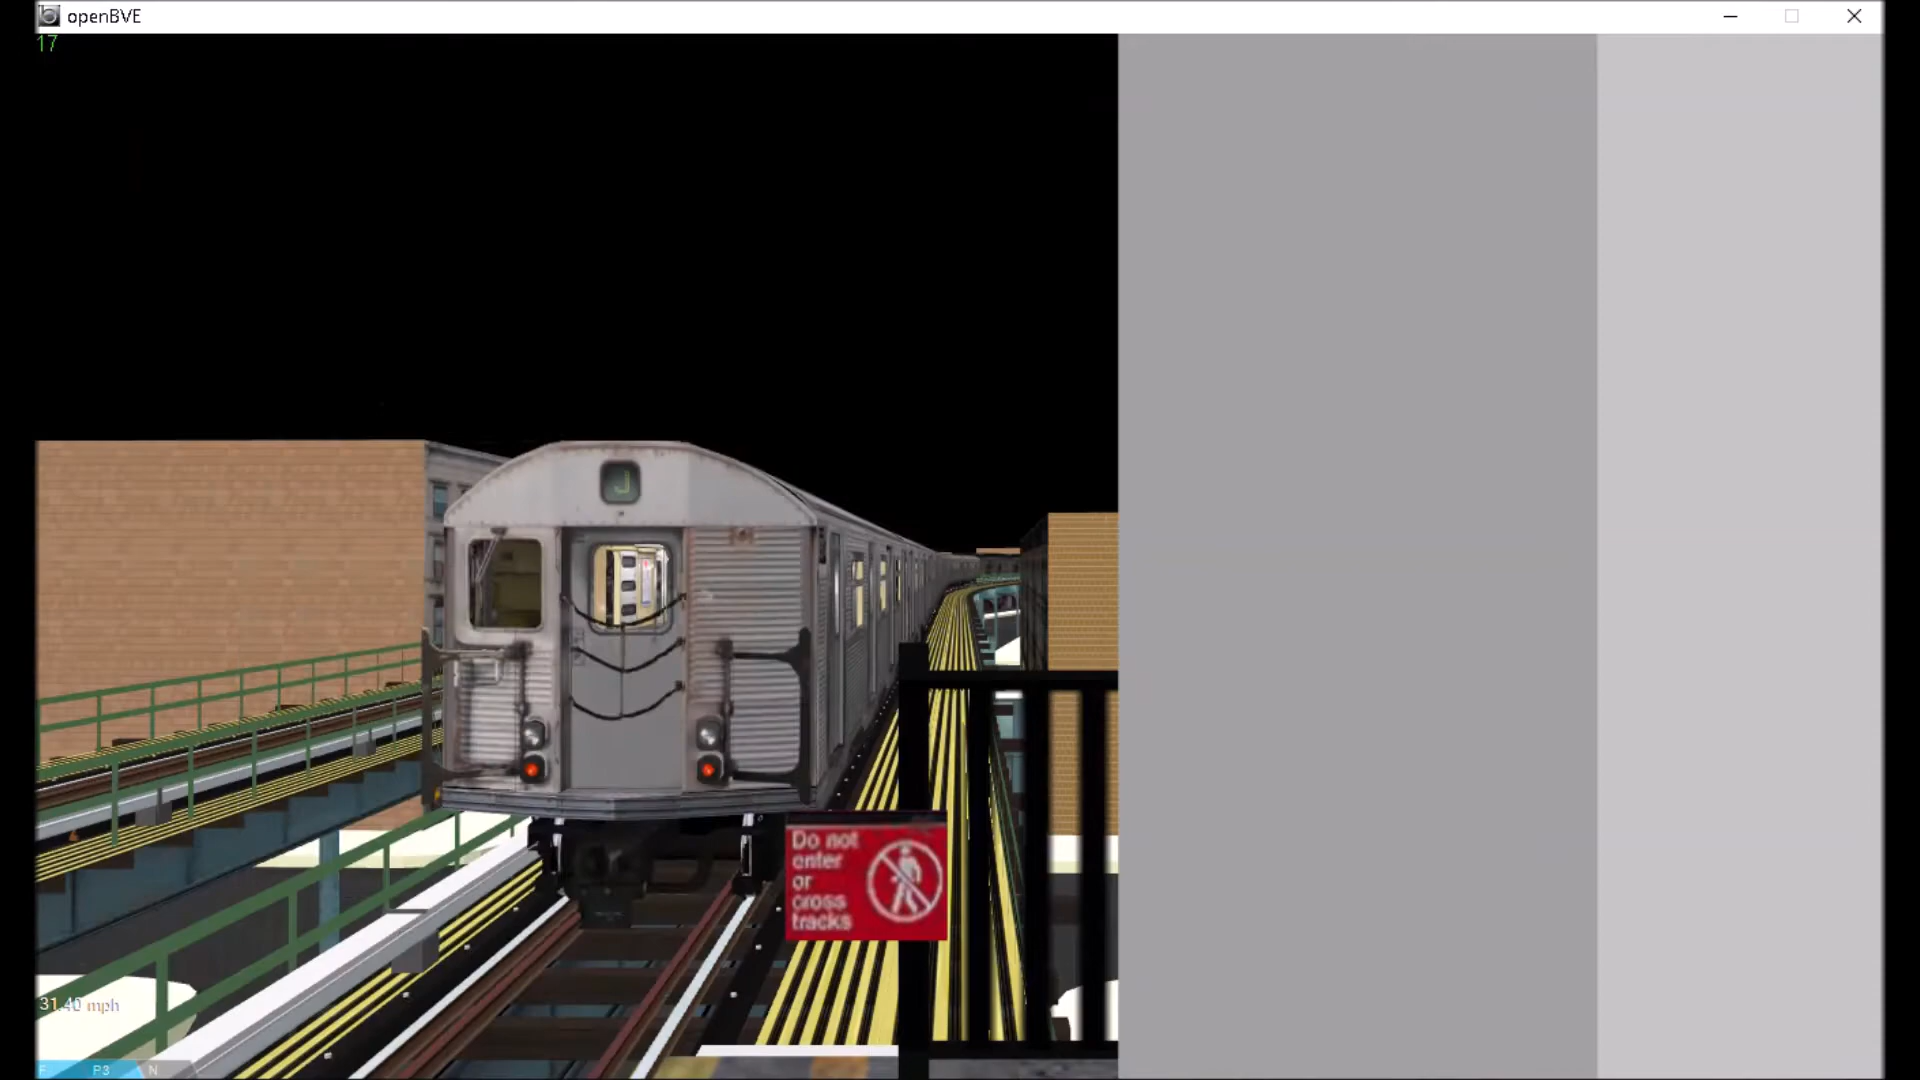 openBVE
17
J
Do not
enter
or
cross
tracks
31.40 mph
F P3 N